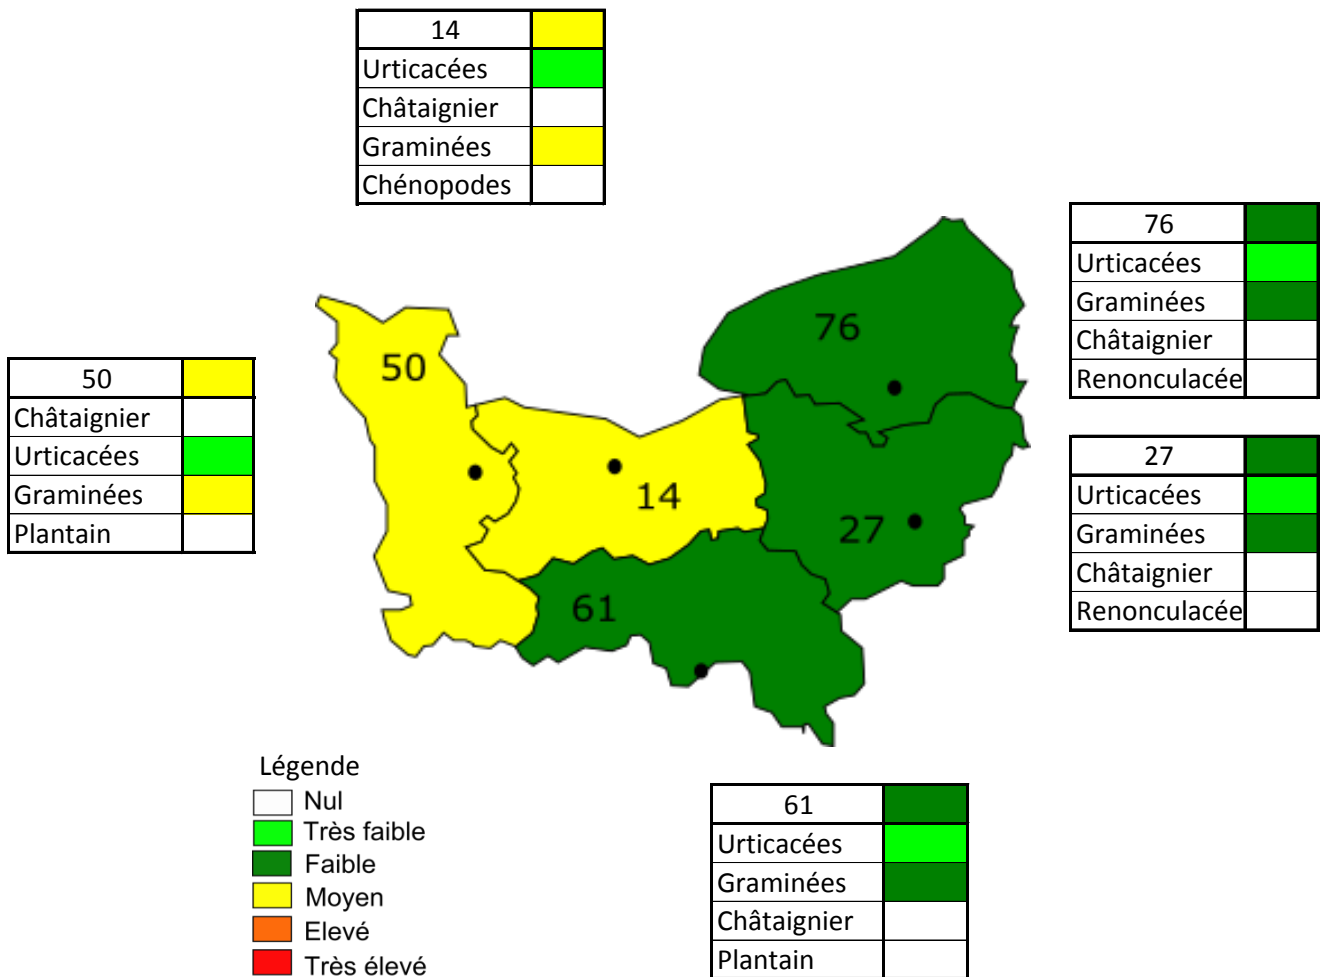 14
Urticacées
Châtaignier
Graminées
Chénopodes
76
Urticacées
Graminées
Châtaignier
Renonculacée
50
Châtaignier
Urticacées
Graminées
Plantain
27
Urticacées
Graminées
Châtaignier
Renonculacée
76
50
14
27
61
Légende
Nul
Très faible
Faible
Moyen
Elevé
Très élevé
61
Urticacées
Graminées
Châtaignier
Plantain